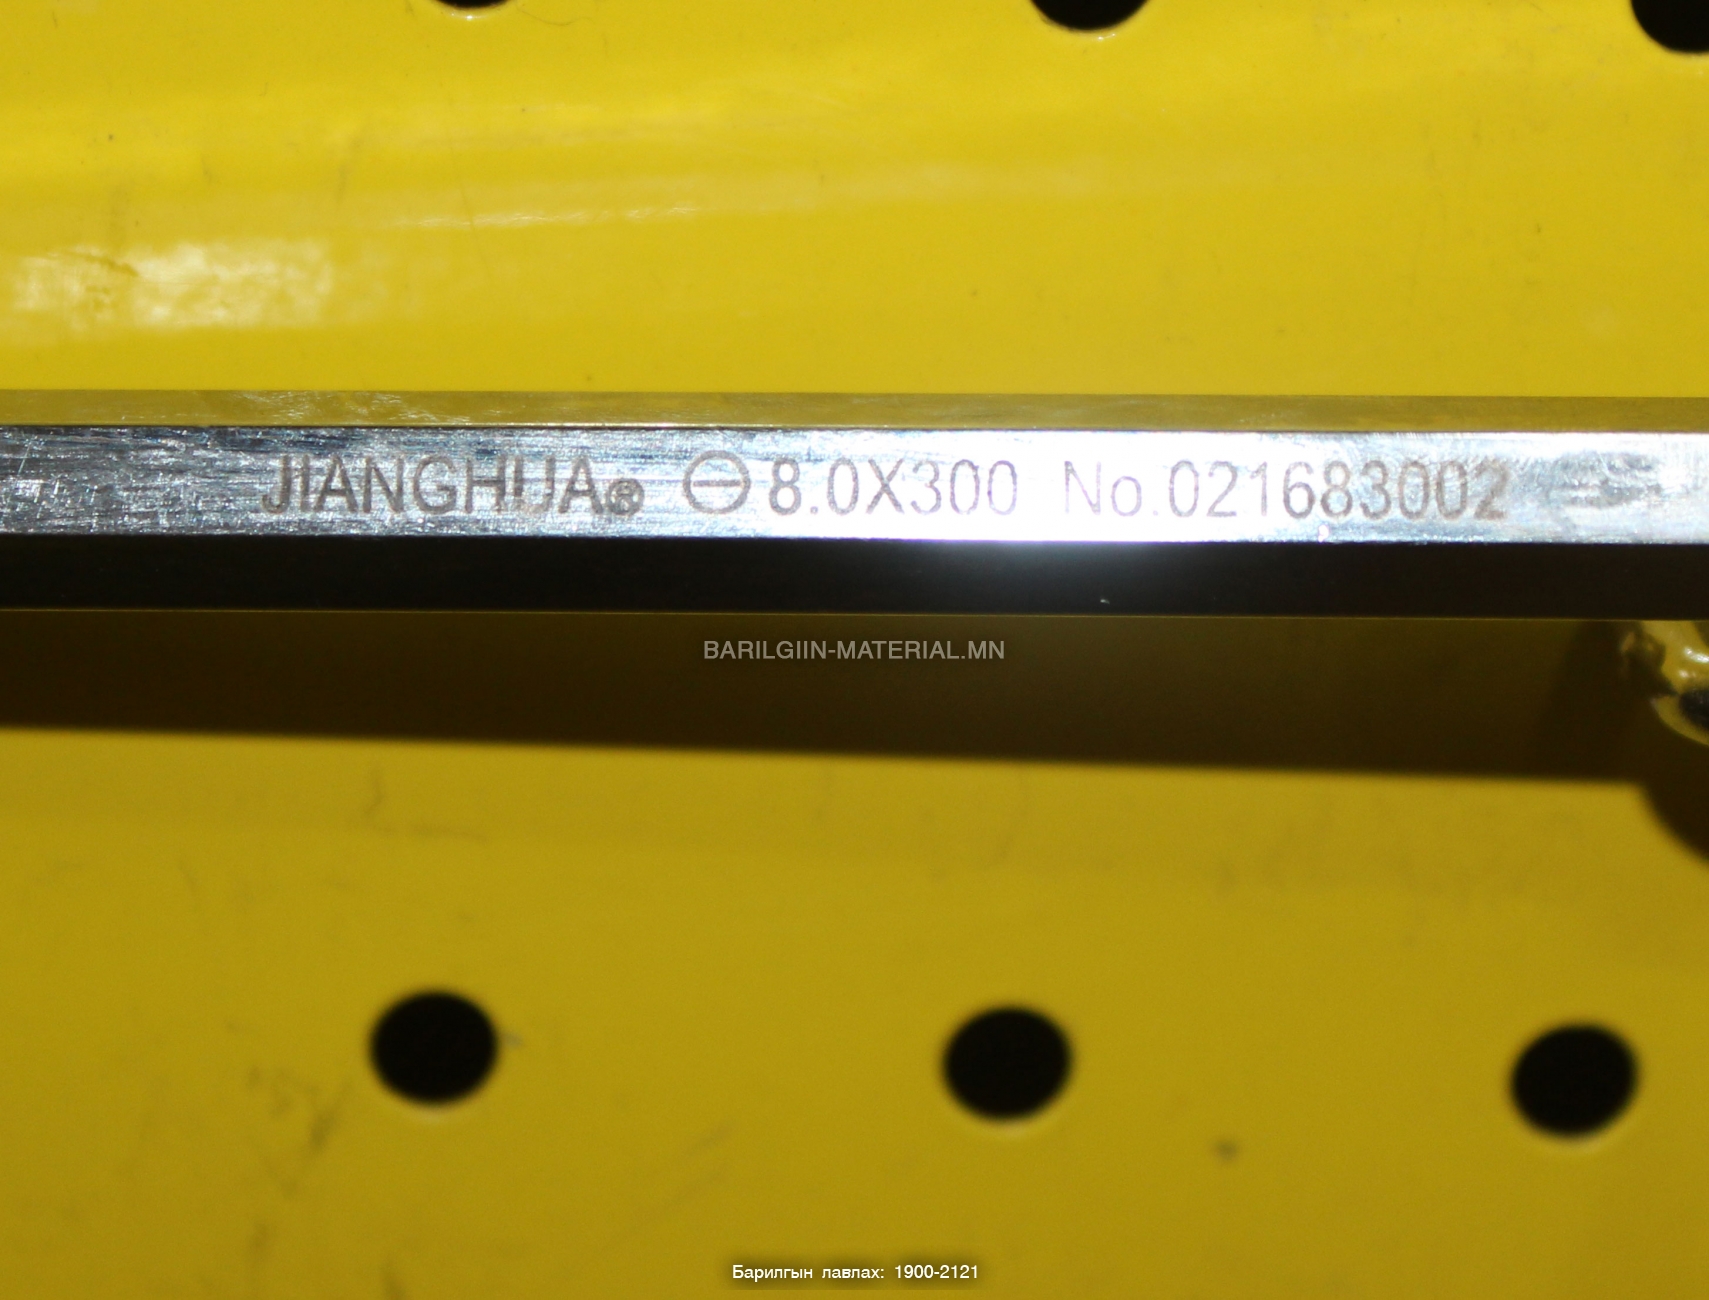 JIANGHUA® ⊖ 8.0X300 No.021683002
BARILGIIN-MATERIAL.MN
Барилгын лавлах: 1900-2121